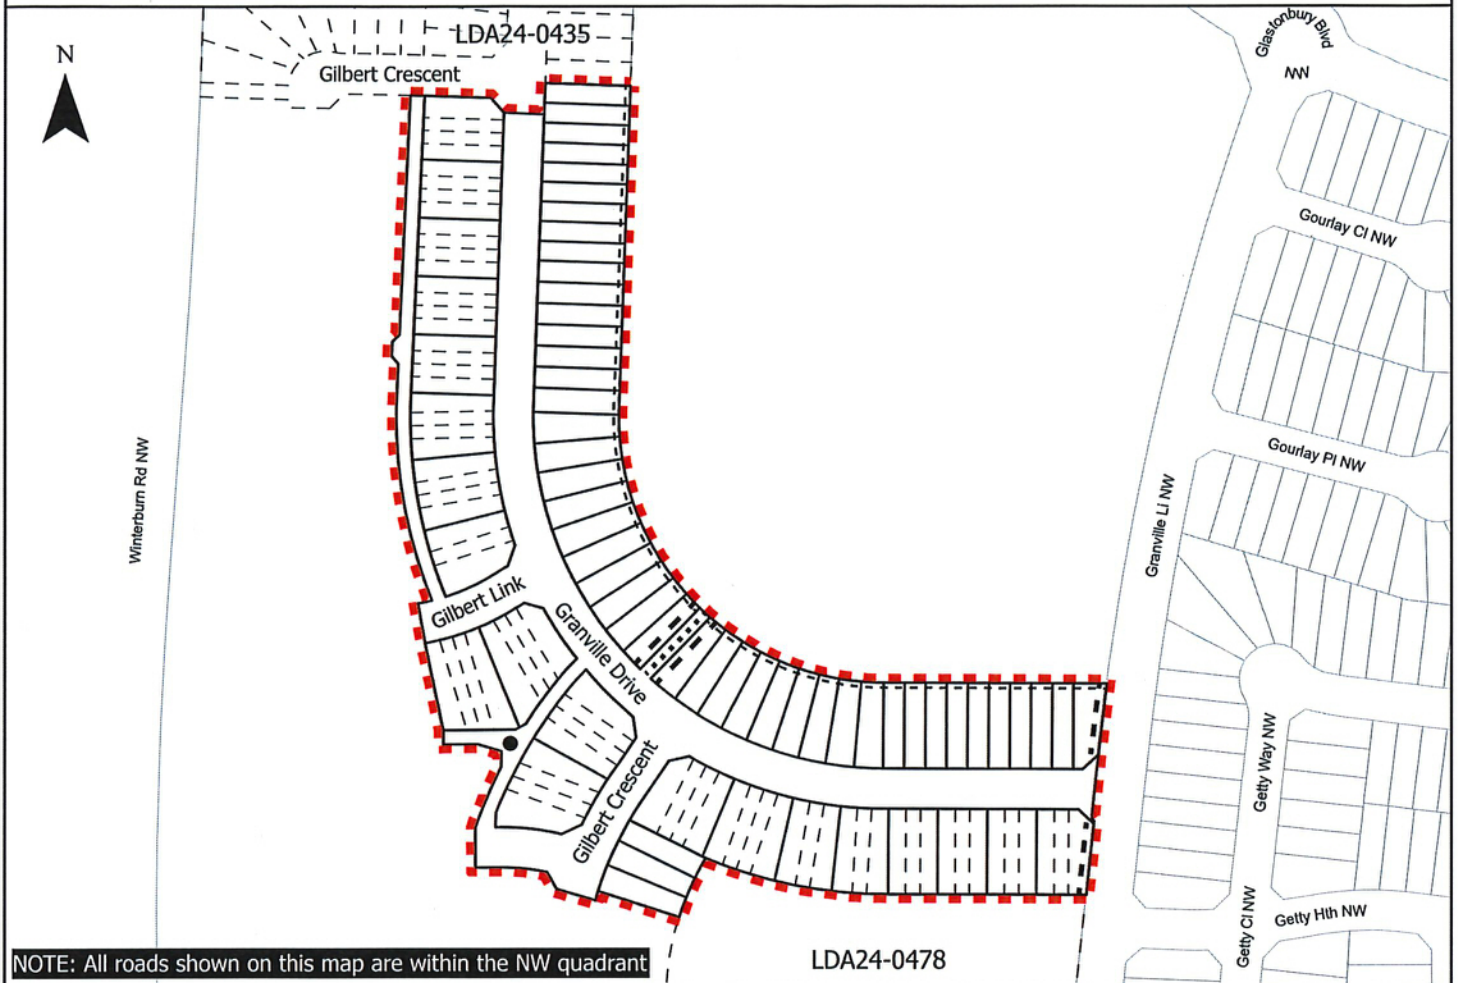 LDA24-0435
Glastonbury Blvd
NW
N
Gilbert Crescent
Gourlay Cl NW
Gourlay Pl NW
Winterburn Rd NW
Granville Li NW
Gilbert Link
Granville Drive
Gilbert Crescent
Getty Way NW
Getty Cl NW
Getty Hth NW
LDA24-0478
NOTE: All roads shown on this map are within the NW quadrant